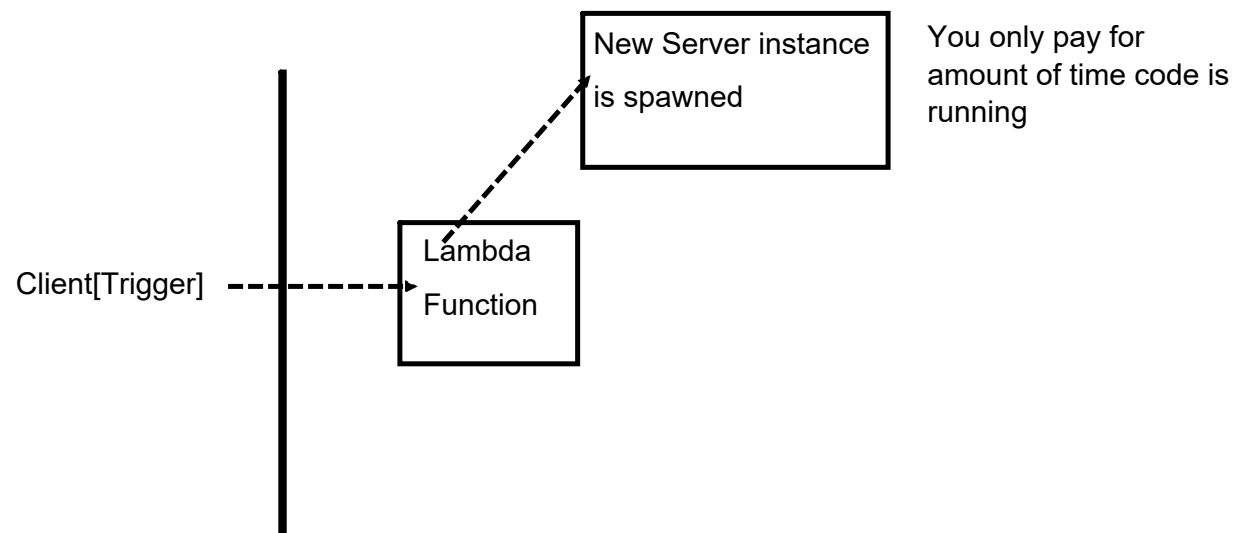 New Server instance
is spawned
You only pay for
amount of time code is
running
Client[Trigger]
Lambda
Function